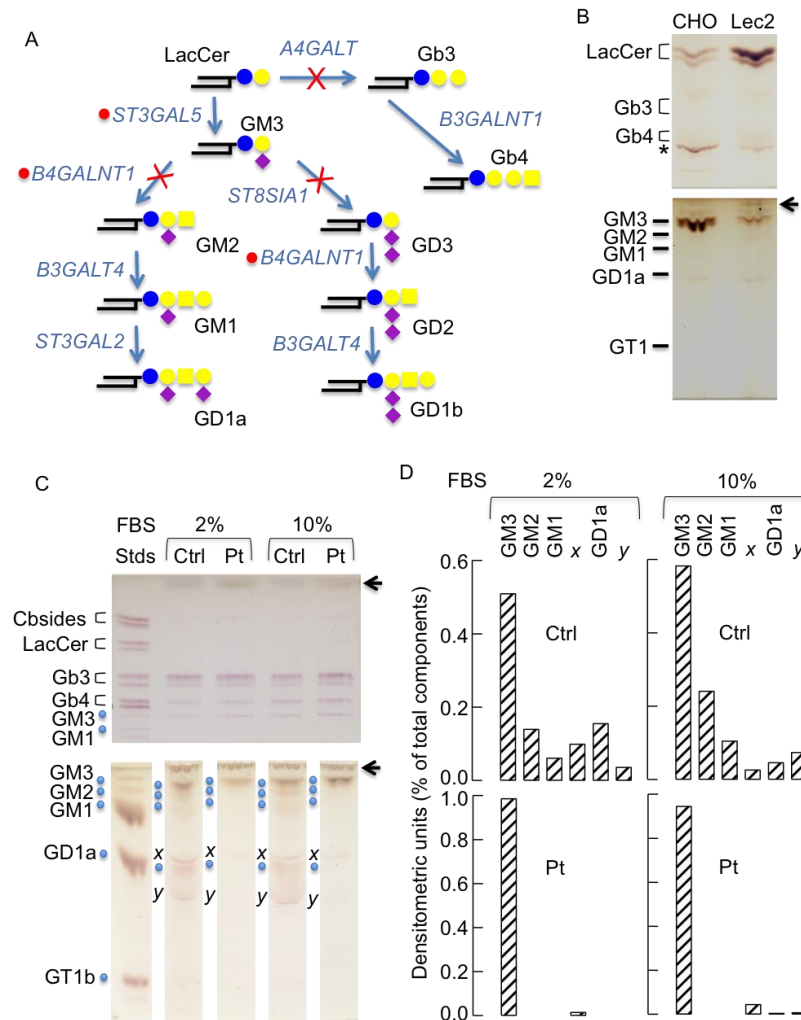 A
LacCer
A4GALT
Gb3
ST3GAL5
GM3
B3GALNT1
Gb4
B4GALNT1
ST8SIA1
GM2
GD3
B4GALNT1
B3GALT4
GM1
GD2
ST3GAL2
B3GALT4
GD1a
GD1b
B
CHO Lec2
LacCer
Gb3
Gb4
*
GM3
GM2
GM1
GD1a
GT1
C
FBS 2% 10%
Stds Ctrl Pt Ctrl Pt
Cbsides
LacCer
Gb3
Gb4
GM3
GM1
GM3
GM2
GM1
GD1a
x x x x
y y y y
GT1b
D
FBS 2% 10%
GM3 GM2 GM1 x GD1a y GM3 GM2 GM1 x GD1a y
Densitometric units (% of total components)
0.6
0.4
0.2
0.0
Ctrl Ctrl
1.0
0.8
0.6
0.4
0.2
0.0
Pt Pt